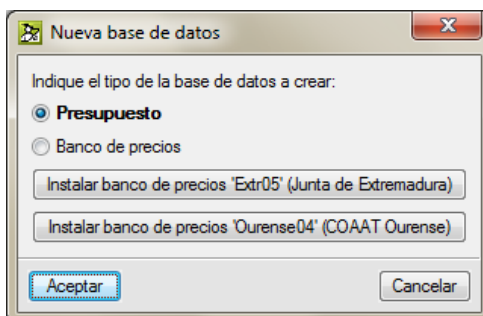 Nueva base de datos
Indique el tipo de la base de datos a crear:
Presupuesto
Banco de precios
Instalar banco de precios 'Extr05' (Junta de Extremadura)
Instalar banco de precios 'Ourense04' (COAAT Ourense)
Aceptar
Cancelar